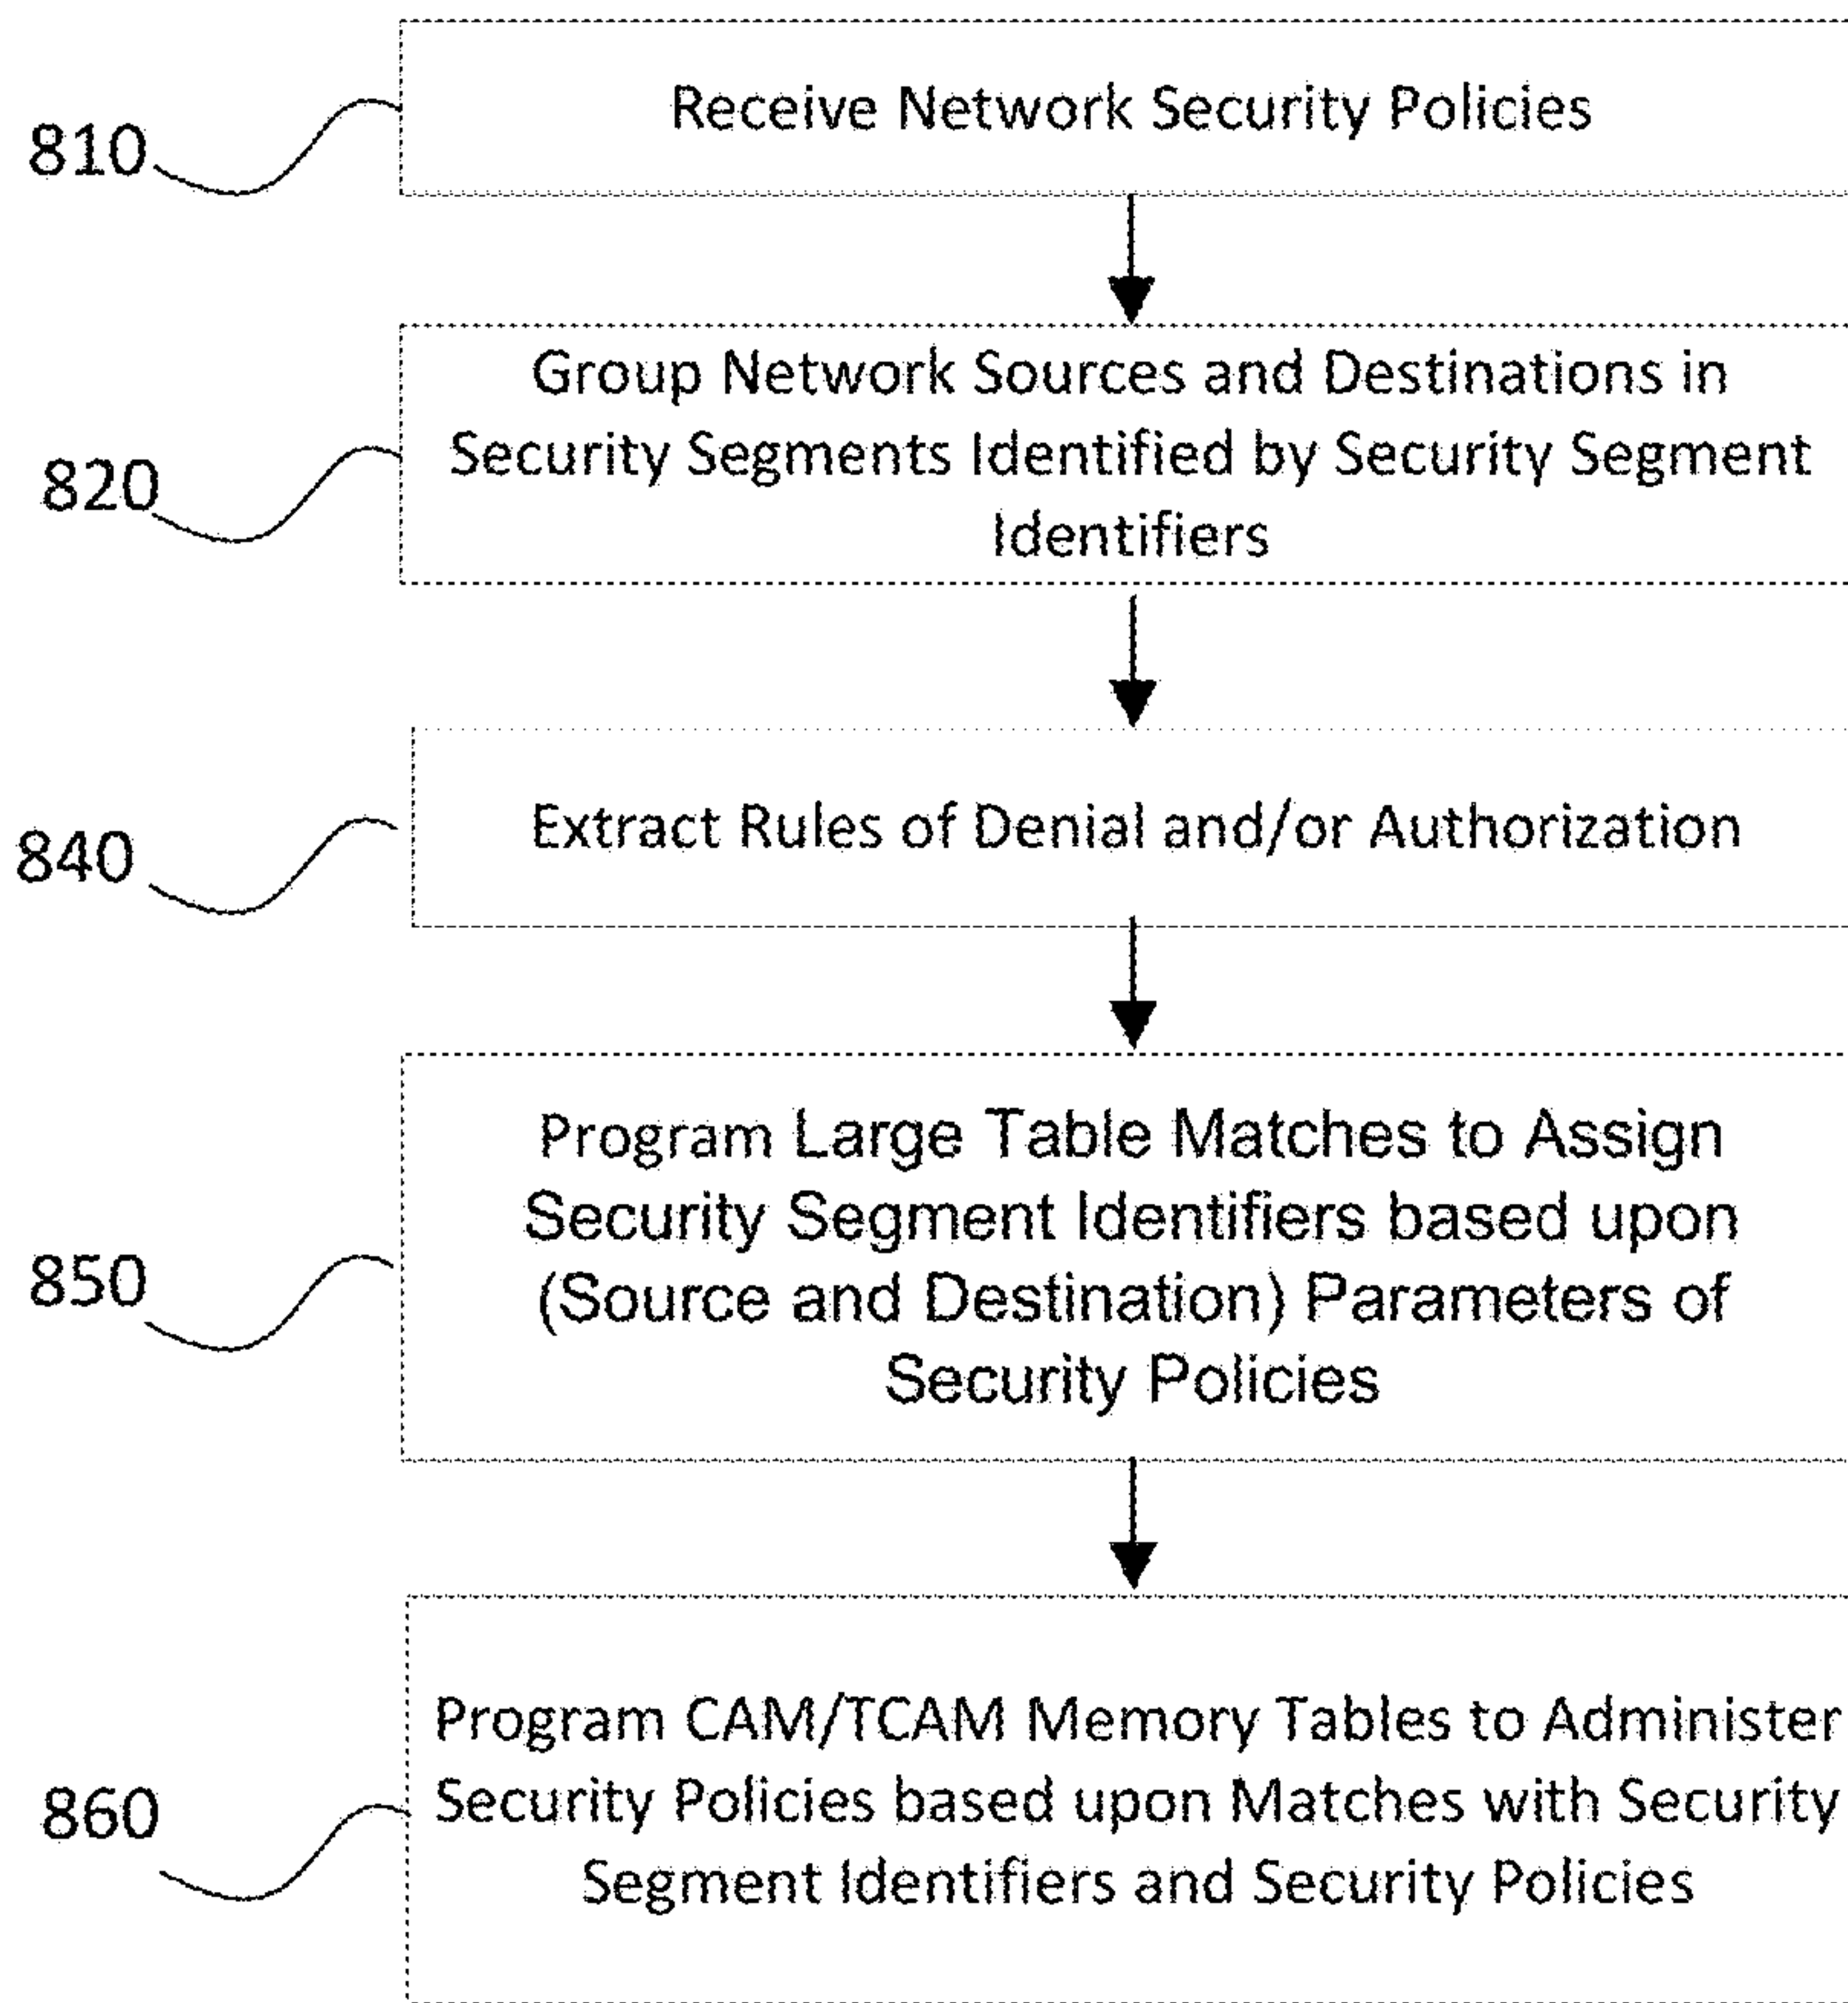 810
Receive Network Security Policies
820
Group Network Sources and Destinations in
Security Segments Identified by Security Segment
Identifiers
840
Extract Rules of Denial and/or Authorization
850
Program Large Table Matches to Assign
Security Segment Identifiers based upon
(Source and Destination) Parameters of
Security Policies
860
Program CAM/TCAM Memory Tables to Administer
Security Policies based upon Matches with Security
Segment Identifiers and Security Policies